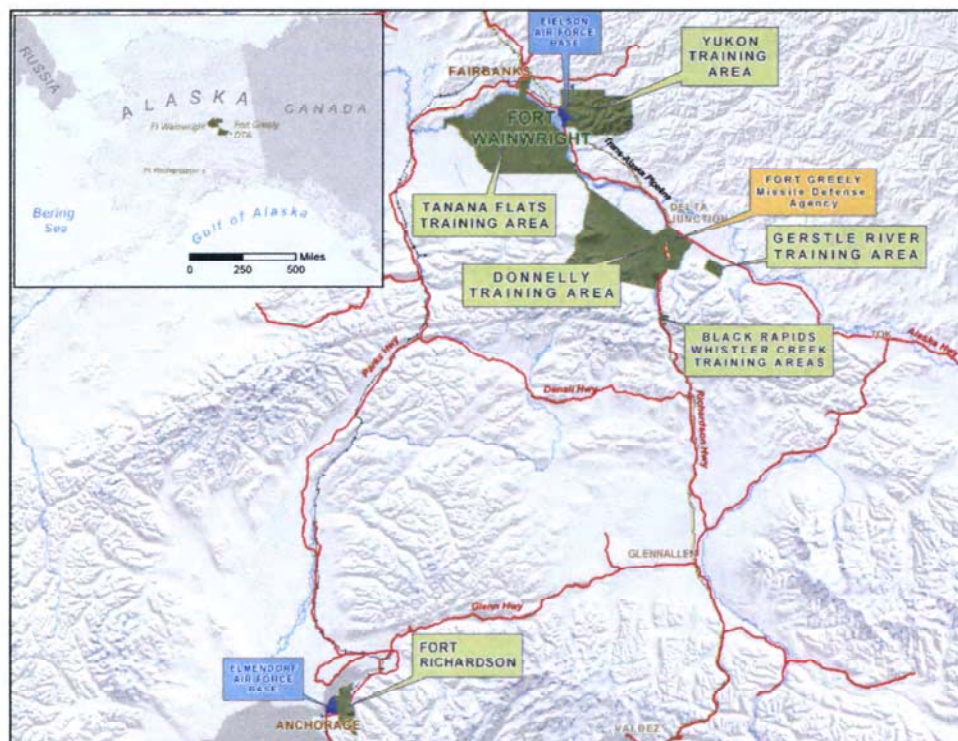 RUSSIA
ALASKA
CANADA
Ft Wainwright
Fort Greely
DTA
Ft Richardson
Bering
Sea
Gulf of Alaska
0 250 500 Miles
EIELSON
AIR FORCE
BASE
YUKON
TRAINING
AREA
FAIRBANKS
FORT
WAINWRIGHT
Trans-Alaska Pipeline
TANANA FLATS
TRAINING AREA
DELTA
JUNCTION
FORT GREELY
Missile Defense
Agency
GERSTLE RIVER
TRAINING AREA
DONNELLY
TRAINING AREA
BLACK RAPIDS
WHISTLER CREEK
TRAINING AREAS
TOK
Alaska Hwy
Parks Hwy
Denali Hwy
Richardson Hwy
GLENNALLEN
Glenn Hwy
FORT
RICHARDSON
ELMENDORF
AIR FORCE
BASE
ANCHORAGE
VALDEZ